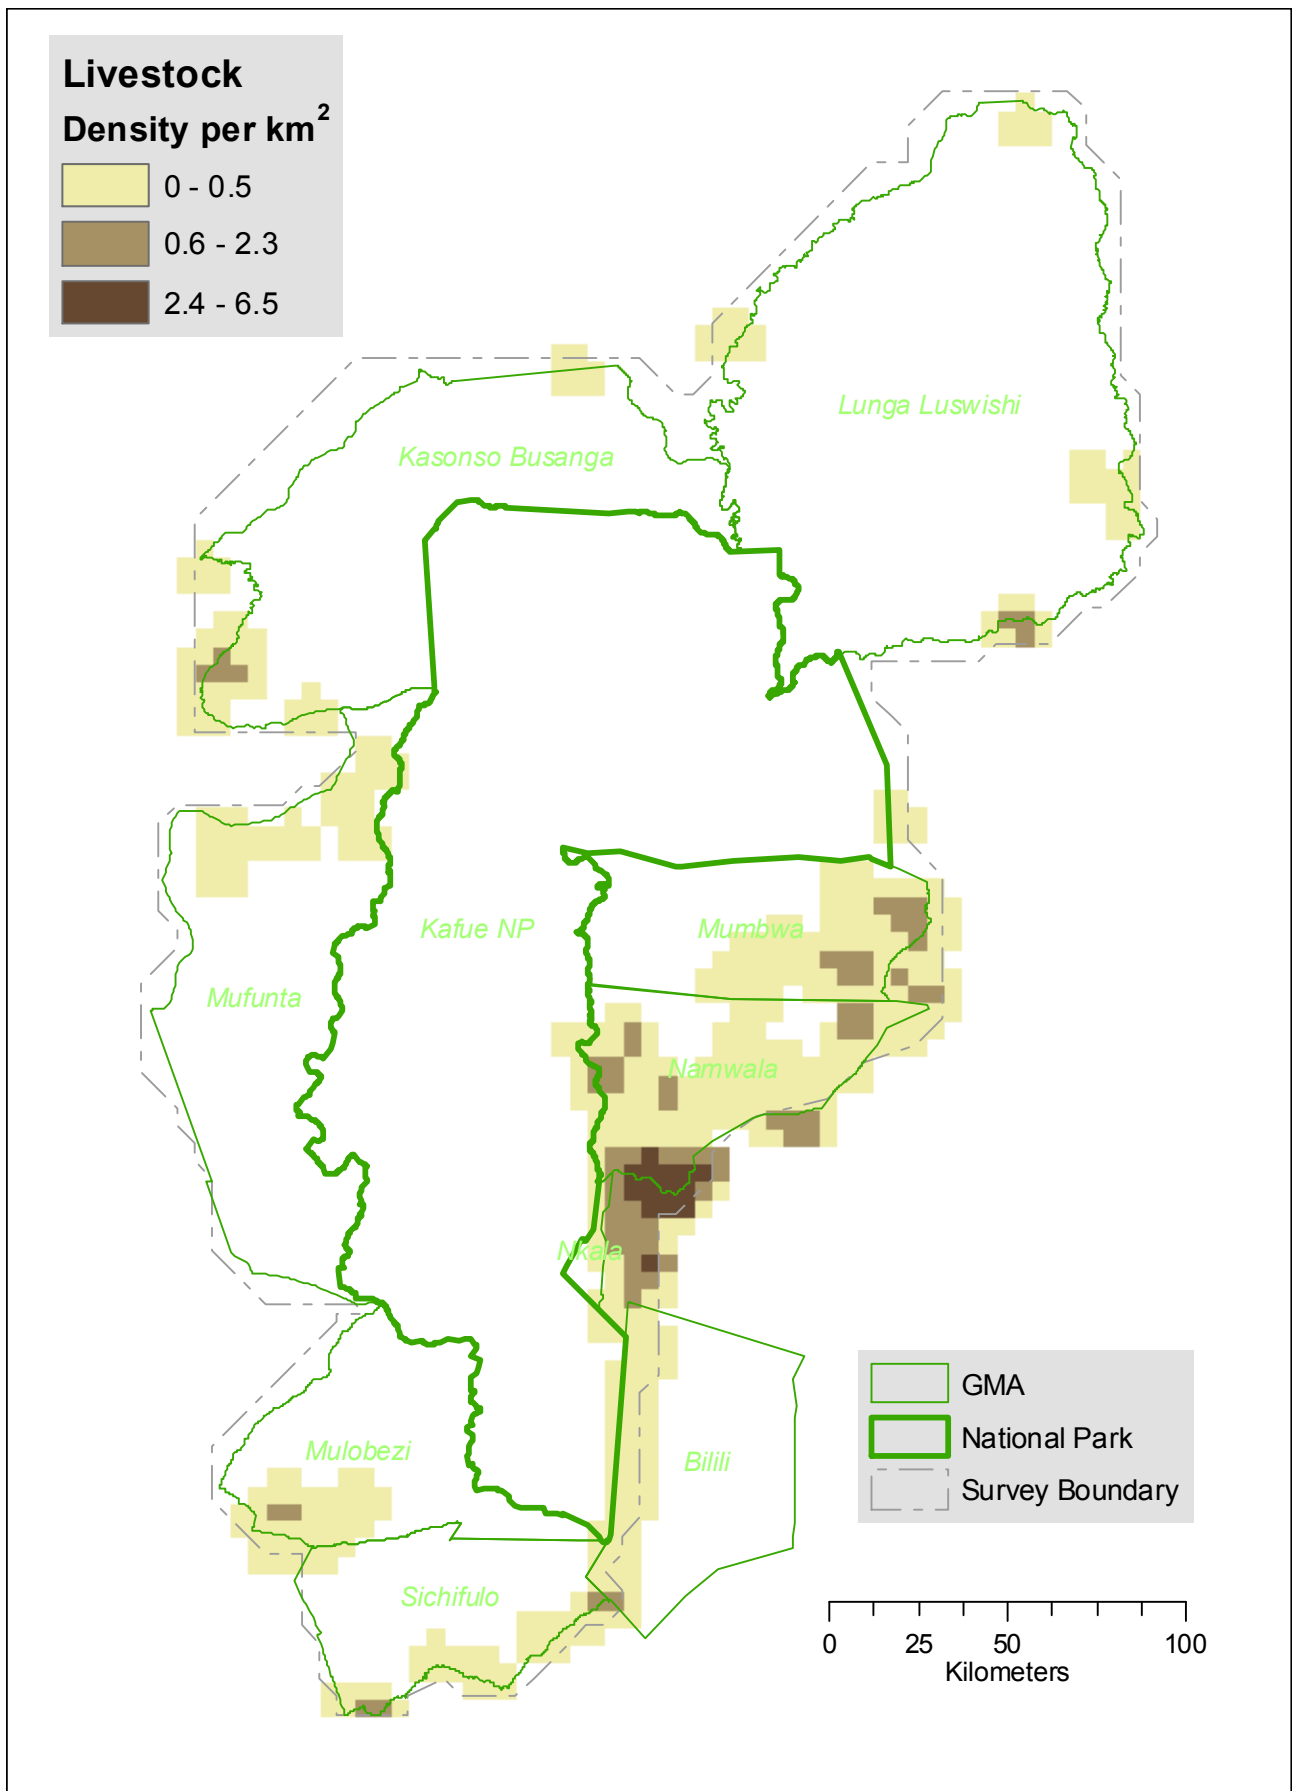 Livestock
Density per km2
0 - 0.5
0.6 - 2.3
2.4 - 6.5
Lunga Luswishi
Kasonso Busanga
Kafue NP
Mumbwa
Mufunta
Namwala
Nkala
GMA
National Park
Survey Boundary
Mulobezi
Bilili
Sichifulo
0 25 50 100
Kilometers